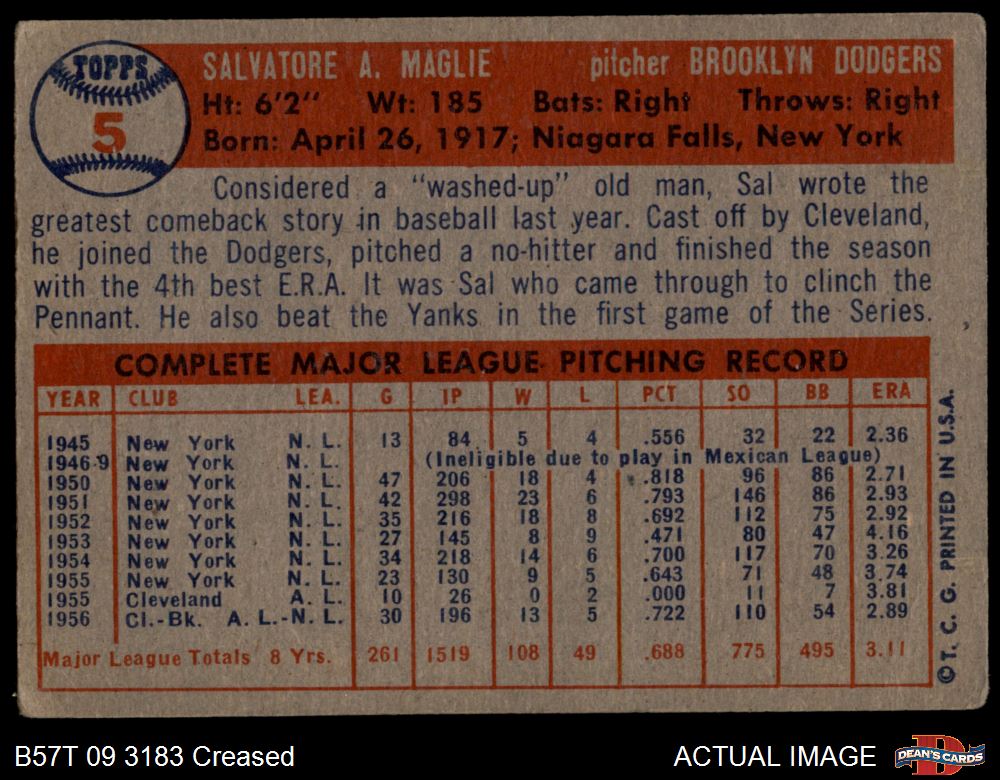 TOPPS
5
SALVATORE A. MAGLIE pitcher BROOKLYN DODGERS
Ht: 6'2" Wt: 185 Bats: Right Throws: Right
Born: April 26, 1917; Niagara Falls, New York
Considered a "washed-up" old man, Sal wrote the
greatest comeback story in baseball last year. Cast off by Cleveland,
he joined the Dodgers, pitched a no-hitter and finished the season
with the 4th best E.R.A. It was Sal who came through to clinch the
Pennant. He also beat the Yanks in the first game of the Series.
COMPLETE MAJOR LEAGUE PITCHING RECORD
YEAR CLUB LEA. G IP W L PCT SO BB ERA
1945 New York N. L. 13 84 5 4 .556 32 22 2.36
1946-9 New York N. L. (Ineligible due to play in Mexican League)
1950 New York N. L. 47 206 18 4 .818 96 86 2.71
1951 New York N. L. 42 298 23 6 .793 146 86 2.93
1952 New York N. L. 35 216 18 8 .692 112 75 2.92
1953 New York N. L. 27 145 8 9 .471 80 47 4.16
1954 New York N. L. 34 218 14 6 .700 117 70 3.26
1955 New York N. L. 23 130 9 5 .643 71 48 3.74
1955 Cleveland A. L. 10 26 0 2 .000 11 7 3.81
1956 Cl.-Bk. A. L.-N. L. 30 196 13 5 .722 110 54 2.89
Major League Totals 8 Yrs. 261 1519 108 49 .688 775 495 3.11
© T. C. G. PRINTED IN U.S.A.
B57T 09 3183 Creased ACTUAL IMAGE
DEAN'S CARDS